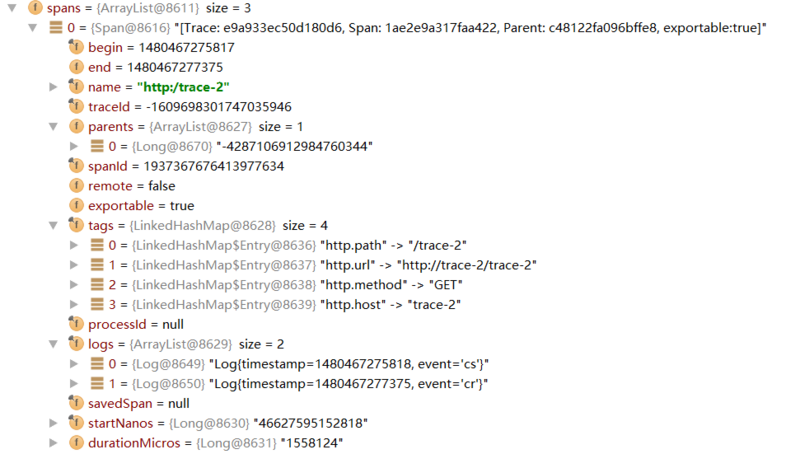 spans = {ArrayList@8611} size = 3
0 = {Span@8616} "[Trace: e9a933ec50d180d6, Span: 1ae2e9a317faa422, Parent: c48122fa096bffe8, exportable:true]"
begin = 1480467275817
end = 1480467277375
name = "http:/trace-2"
traceId = -1609698301747035946
parents = {ArrayList@8627} size = 1
0 = {Long@8670} "-4287106912984760344"
spanId = 1937367676413977634
remote = false
exportable = true
tags = {LinkedHashMap@8628} size = 4
0 = {LinkedHashMap$Entry@8636} "http.path" -> "/trace-2"
1 = {LinkedHashMap$Entry@8637} "http.url" -> "http://trace-2/trace-2"
2 = {LinkedHashMap$Entry@8638} "http.method" -> "GET"
3 = {LinkedHashMap$Entry@8639} "http.host" -> "trace-2"
processId = null
logs = {ArrayList@8629} size = 2
0 = {Log@8649} "Log{timestamp=1480467275818, event='cs'}"
1 = {Log@8650} "Log{timestamp=1480467277375, event='cr'}"
savedSpan = null
startNanos = {Long@8630} "46627595152818"
durationMicros = {Long@8631} "1558124"